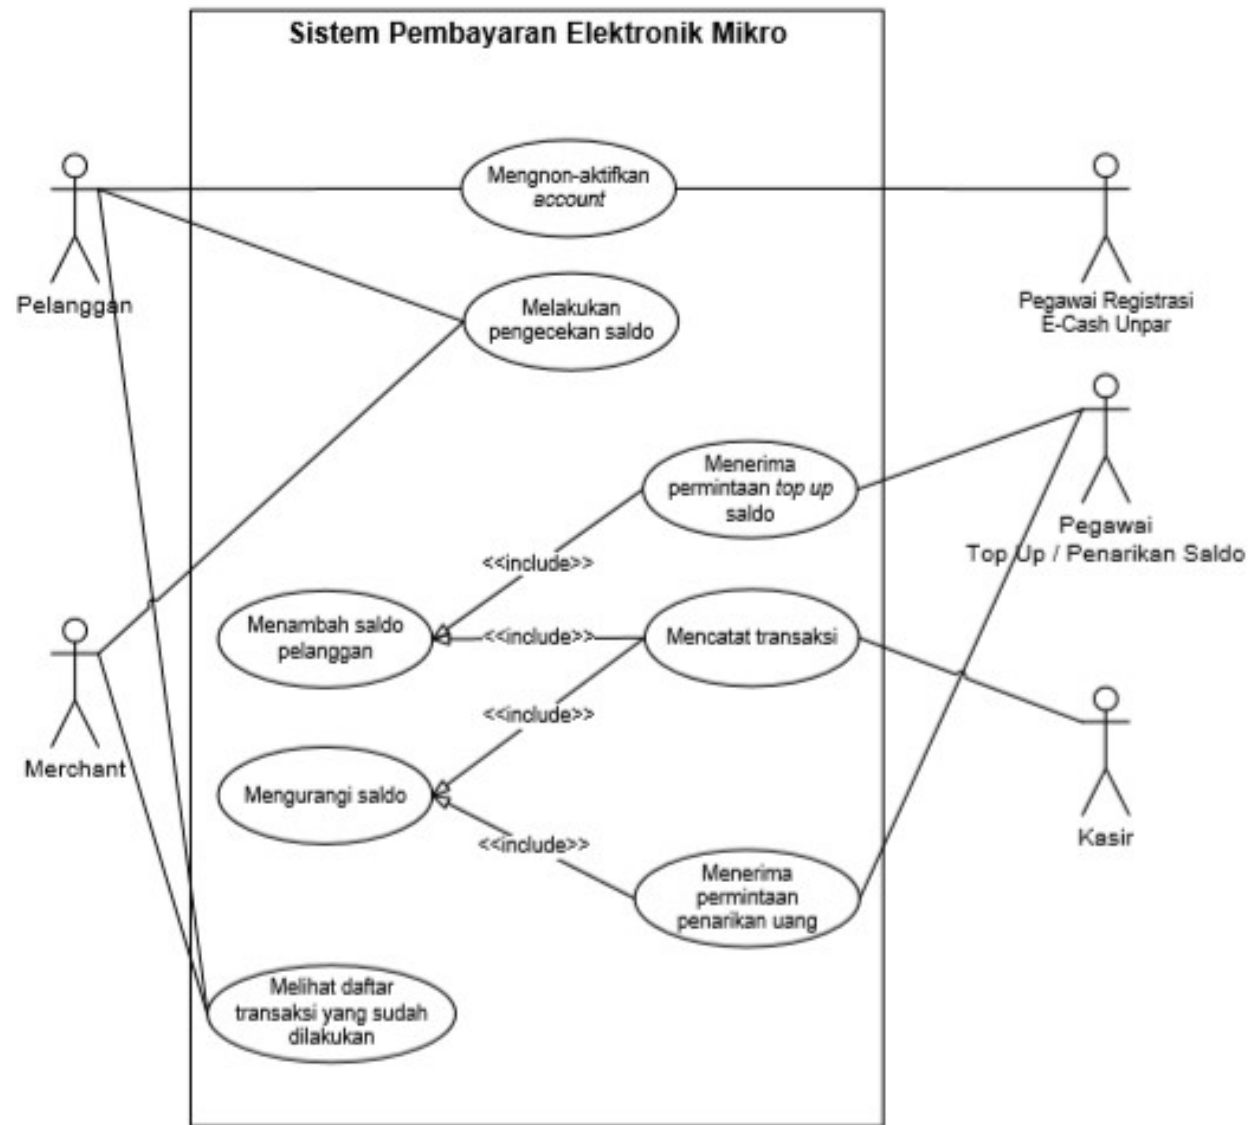 Sistem Pembayaran Elektronik Mikro
Mengnon-aktifkan
account
Pelanggan
Pegawai Registrasi
E-Cash Unpar
Melakukan
pengecekan saldo
Menerima
permintaan top up
saldo
Pegawai
Top Up / Penarikan Saldo
<<include>>
Menambah saldo
pelanggan
<<include>>
Mencatat transaksi
Merchant
<<include>>
Mengurangi saldo
Kasir
<<include>>
Menerima
permintaan
penarikan uang
Melihat daftar
transaksi yang sudah
dilakukan